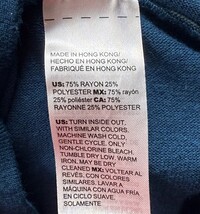 MADE IN HONG KONG/
HECHO EN HONG KONG/
FABRIQUÉ EN HONG KONG
US: 75% RAYON 25%
POLYESTER MX: 75% rayón
25% poliéster CA: 75%
RAYONNE 25% POLYESTER
US: TURN INSIDE OUT,
WITH SIMILAR COLORS,
MACHINE WASH COLD,
GENTLE CYCLE. ONLY
NON-CHLORINE BLEACH,
TUMBLE DRY LOW. WARM
IRON, MAY BE DRY
CLEANED MX: VOLTEAR AL
REVÉS, CON COLORES
SIMILARES, LAVAR A
MÁQUINA CON AGUA FRÍA
EN CICLO SUAVE.
SOLAMENTE